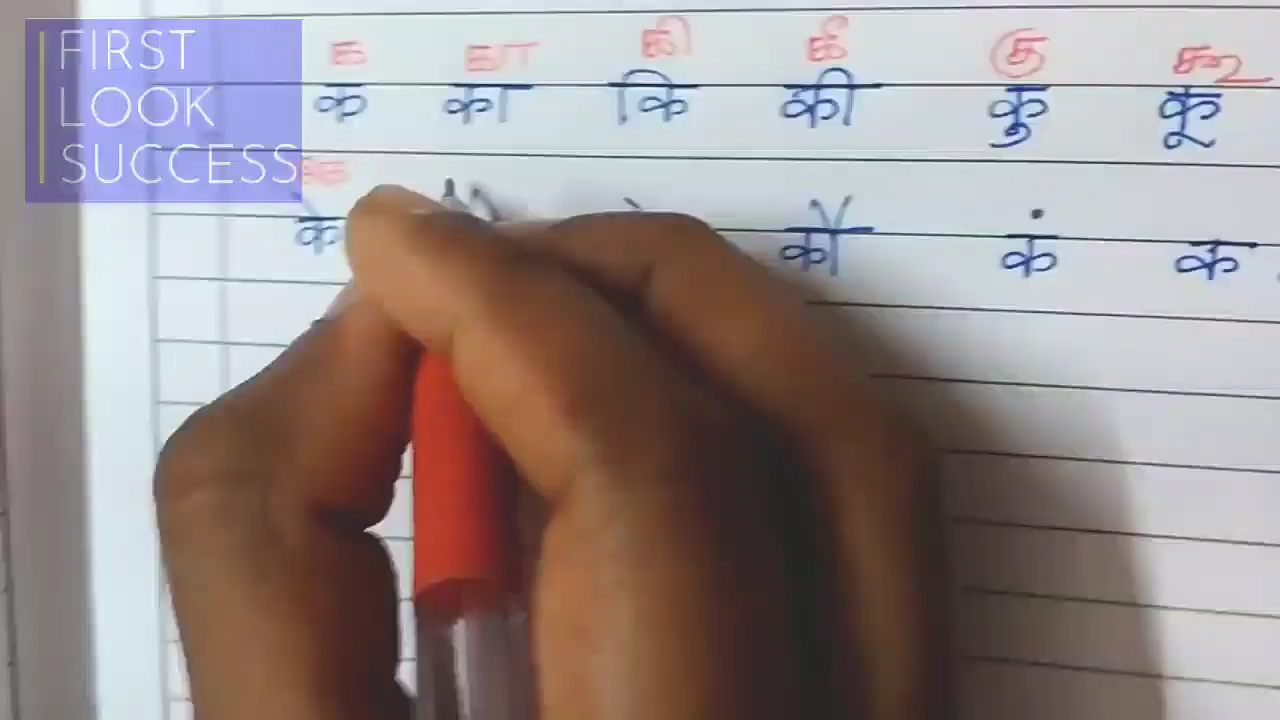 FIRST
LOOK
SUCCESS
க கா கி கீ கு கூ
क का कि की कु कू
के कौ कं क